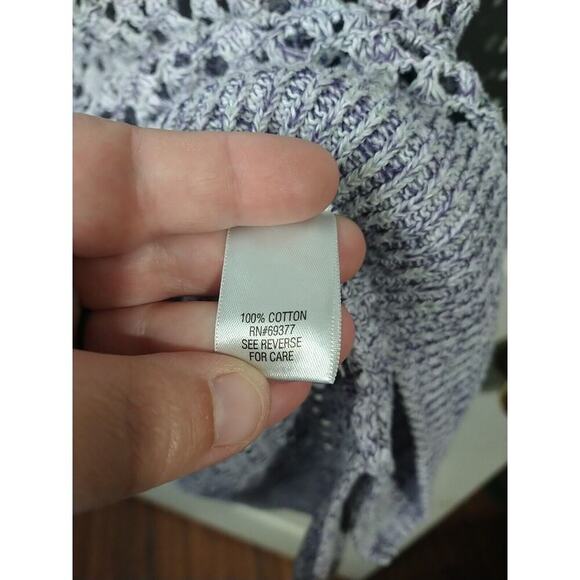 100% COTTON
RN#69377
SEE REVERSE
FOR CARE